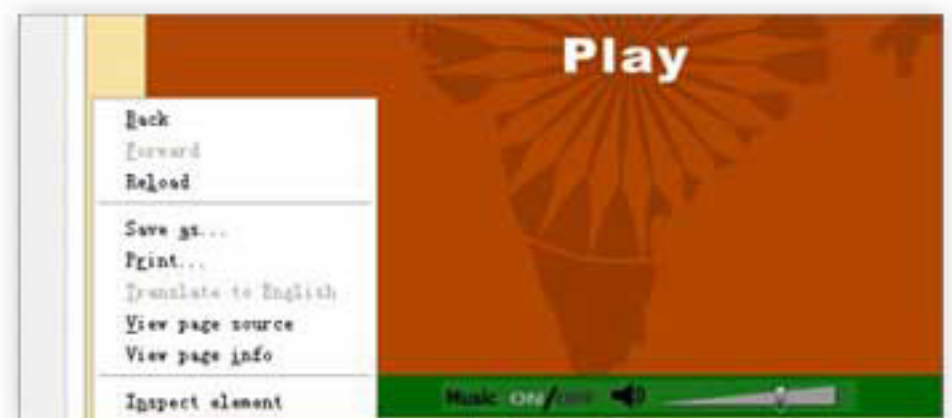 Play
Back
Forward
Reload
Save as...
Print...
Translate to English
View page source
View page info
Inspect element
Music ON/OFF